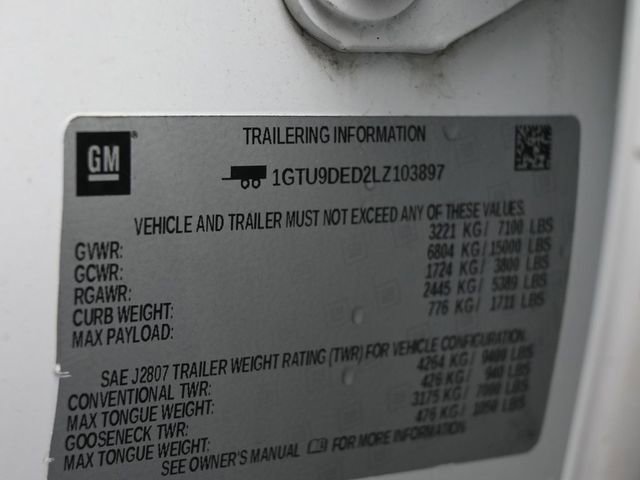 GM
TRAILERING INFORMATION
1GTU9DED2LZ103897
VEHICLE AND TRAILER MUST NOT EXCEED ANY OF THESE VALUES.
GVWR: 3221 KG/ 7100 LBS
GCWR: 6804 KG/15000 LBS
RGAWR: 1724 KG/ 3800 LBS
CURB WEIGHT: 2445 KG/ 5389 LBS
MAX PAYLOAD: 776 KG/ 1711 LBS
SAE J2807 TRAILER WEIGHT RATING (TWR) FOR VEHICLE CONFIGURATION.
CONVENTIONAL TWR: 4264 KG/ 9400 LBS
MAX TONGUE WEIGHT: 426 KG/ 940 LBS
GOOSENECK TWR: 3175 KG/ 7000 LBS
MAX TONGUE WEIGHT: 476 KG/ 1050 LBS
SEE OWNER'S MANUAL FOR MORE INFORMATION